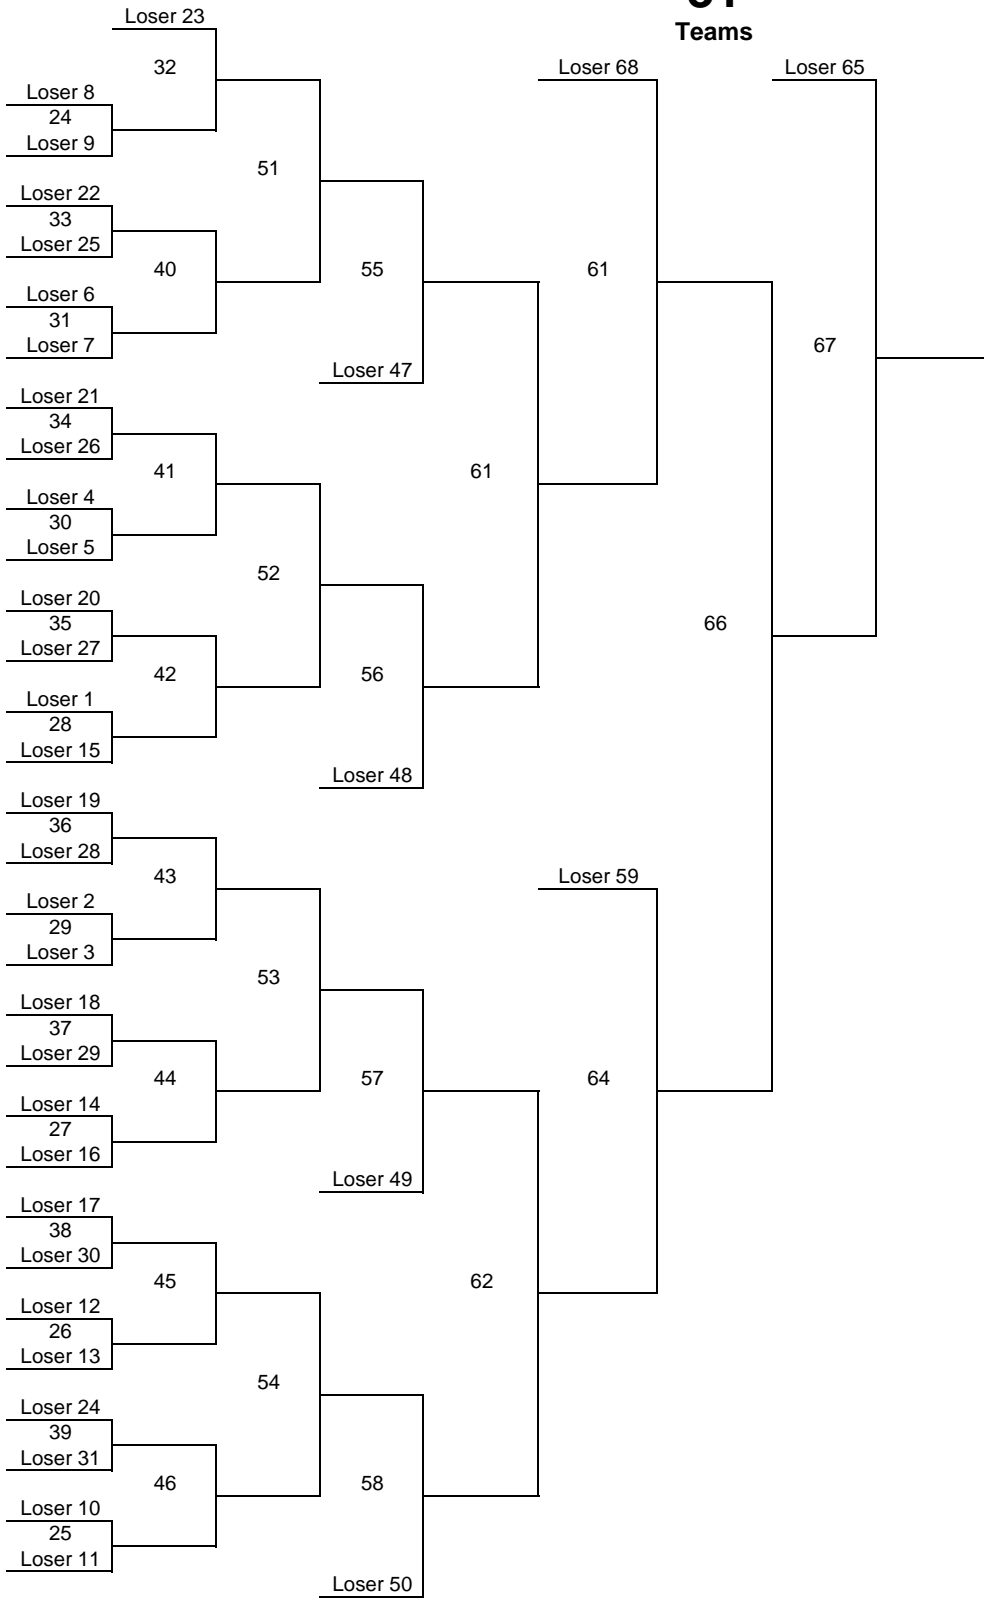 Teams
Loser 23
32
Loser 8
24
Loser 9
51
Loser 22
33
Loser 25
40
Loser 6
31
Loser 7
55
Loser 47
Loser 21
34
Loser 26
41
Loser 4
30
Loser 5
52
Loser 20
35
Loser 27
42
Loser 1
28
Loser 15
56
Loser 48
61
Loser 68
61
Loser 19
36
Loser 28
43
Loser 2
29
Loser 3
53
Loser 18
37
Loser 29
44
Loser 14
27
Loser 16
57
Loser 49
Loser 17
38
Loser 30
45
Loser 12
26
Loser 13
54
Loser 24
39
Loser 31
46
Loser 10
25
Loser 11
58
Loser 50
62
Loser 59
64
66
Loser 65
67